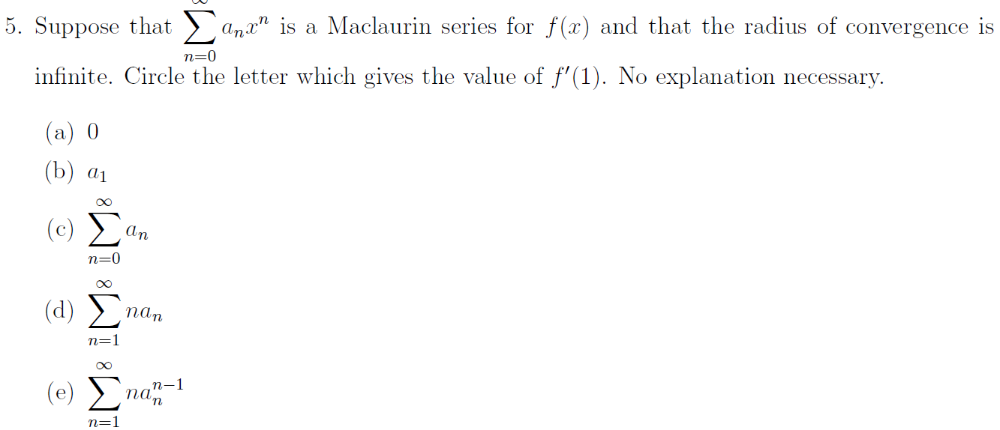 5. Suppose that $\sum_{n=0}^{\infty} a_n x^n$ is a Maclaurin series for $f(x)$ and that the radius of convergence is
infinite. Circle the letter which gives the value of $f'(1)$. No explanation necessary.
(a) 0
(b) $a_1$
(c) $\sum_{n=0}^{\infty} a_n$
(d) $\sum_{n=1}^{\infty} n a_n$
(e) $\sum_{n=1}^{\infty} n a_n^{n-1}$